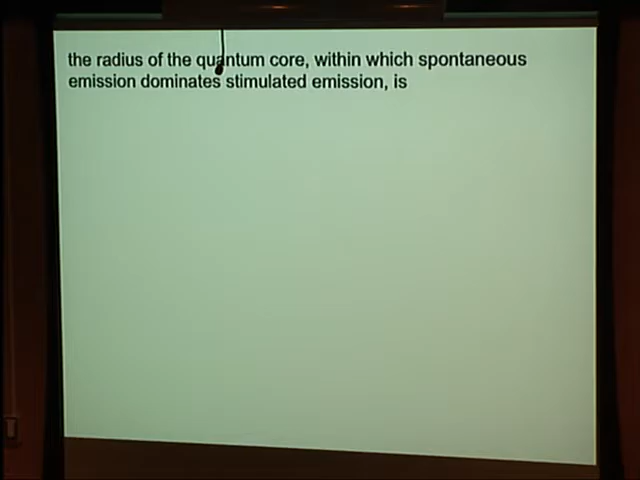 the radius of the quantum core, within which spontaneous
emission dominates stimulated emission, is